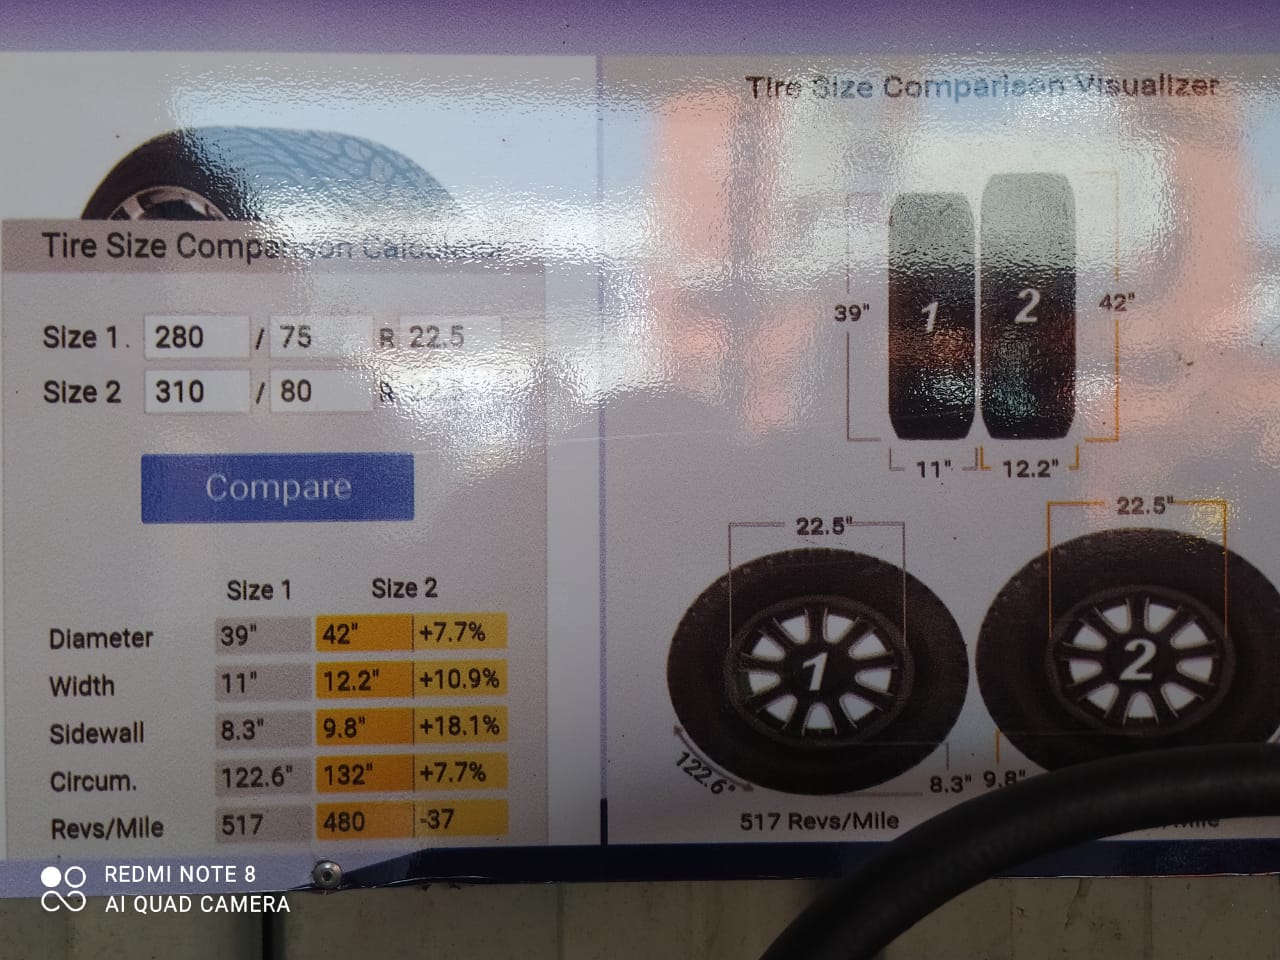 Tire Size Comparison Calculator
Size 1. 280 / 75 R 22.5
Size 2 310 / 80 R 22.5
Compare
Size 1 Size 2
Diameter 39" 42" +7.7%
Width 11" 12.2" +10.9%
Sidewall 8.3" 9.8" +18.1%
Circum. 122.6" 132" +7.7%
Revs/Mile 517 480 -37
Tire Size Comparison Visualizer
39" 1 2 42"
11" 12.2"
22.5" 22.5"
1 2
122.6" 8.3" 9.8"
517 Revs/Mile
REDMI NOTE 8
AI QUAD CAMERA